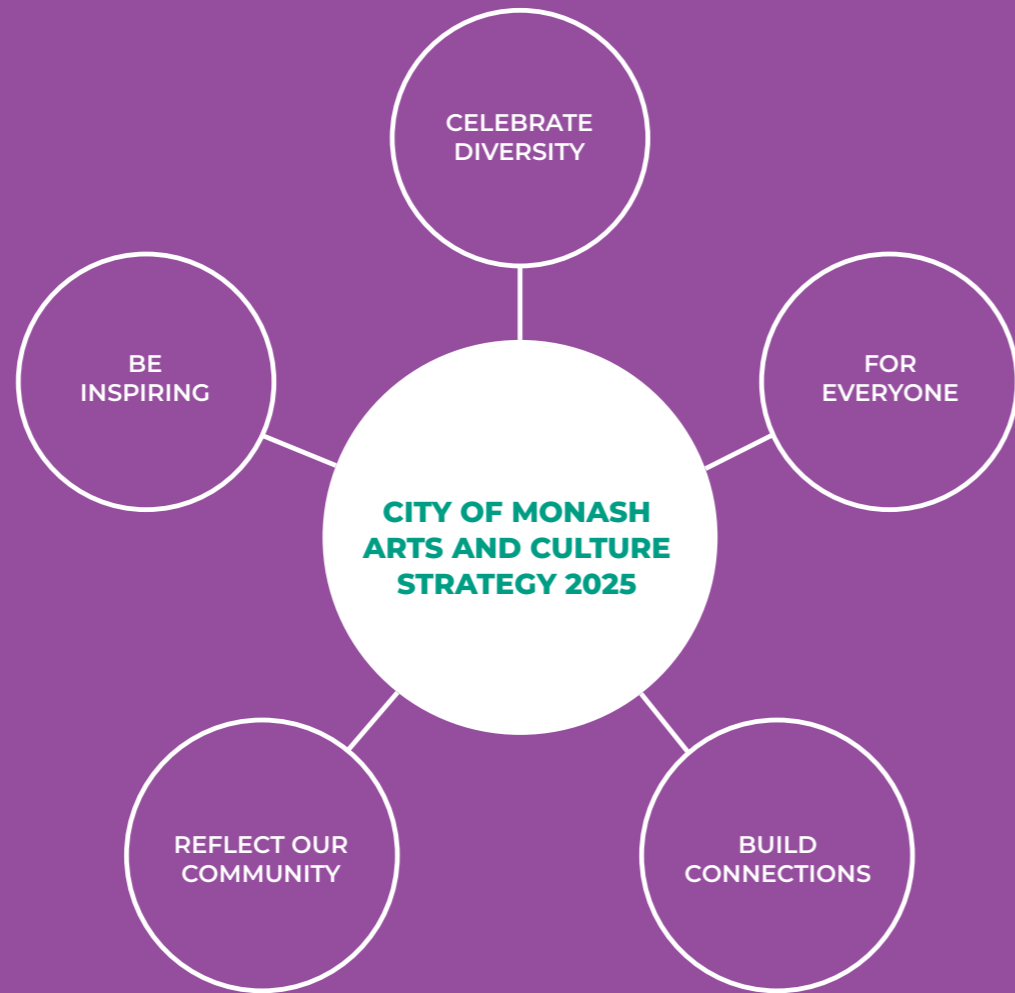 CELEBRATE
DIVERSITY
BE
INSPIRING
FOR
EVERYONE
CITY OF MONASH
ARTS AND CULTURE
STRATEGY 2025
REFLECT OUR
COMMUNITY
BUILD
CONNECTIONS